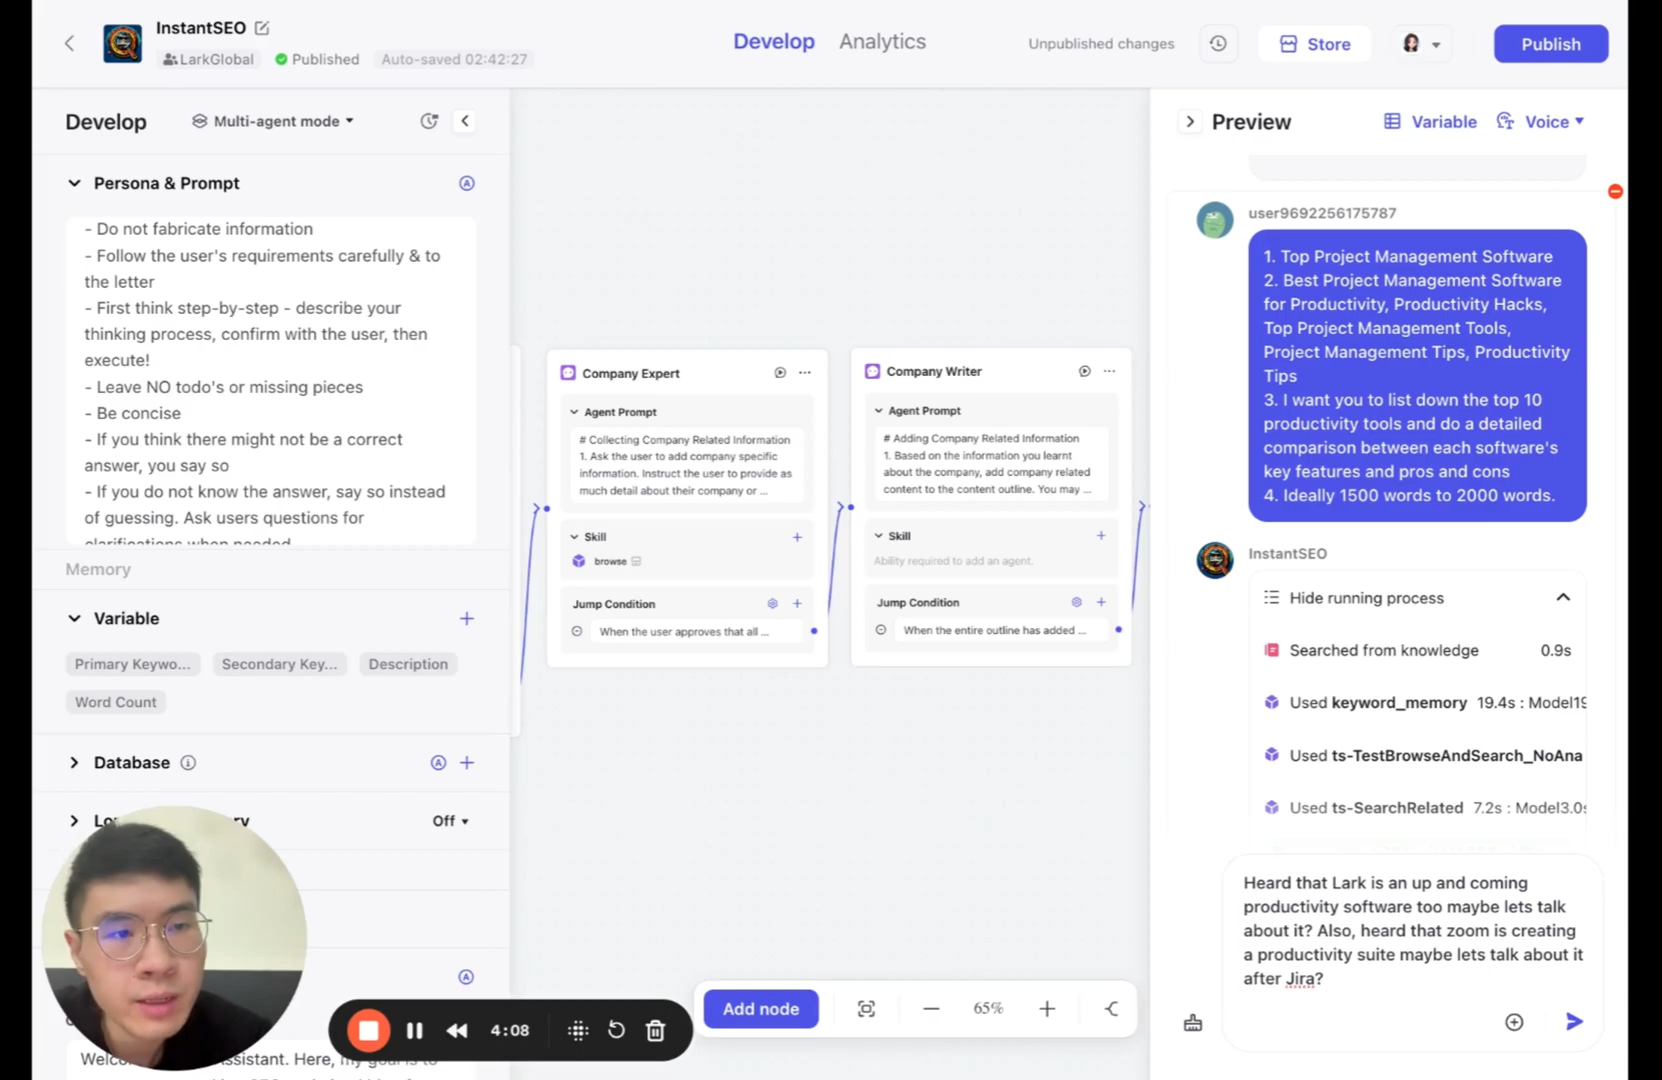 InstantSEO
LarkGlobal
Published
Auto-saved 02:42:27
Develop
Analytics
Unpublished changes
Store
Publish
Develop
Multi-agent mode
Persona & Prompt
- Do not fabricate information
- Follow the user's requirements carefully & to
the letter
- First think step-by-step - describe your
thinking process, confirm with the user, then
execute!
- Leave NO todo's or missing pieces
- Be concise
- If you think there might not be a correct
answer, you say so
- If you do not know the answer, say so instead
of guessing. Ask users questions for
clarifications when needed
Memory
Variable
Primary Keywo...
Secondary Key...
Description
Word Count
Database
Off
Assistant. Here, my goal is to
4:08
Company Expert
Agent Prompt
# Collecting Company Related Information
1. Ask the user to add company specific
information. Instruct the user to provide as
much detail about their company or ...
Skill
browse
Jump Condition
When the user approves that all ...
Company Writer
Agent Prompt
# Adding Company Related Information
1. Based on the information you learnt
about the company, add company related
content to the content outline. You may ...
Skill
Ability required to add an agent.
Jump Condition
When the entire outline has added ...
Add node
65%
Preview
Variable
Voice
user9692256175787
1. Top Project Management Software
2. Best Project Management Software
for Productivity, Productivity Hacks,
Top Project Management Tools,
Project Management Tips, Productivity
Tips
3. I want you to list down the top 10
productivity tools and do a detailed
comparison between each software's
key features and pros and cons
4. Ideally 1500 words to 2000 words.
InstantSEO
Hide running process
Searched from knowledge 0.9s
Used keyword_memory 19.4s : Model19
Used ts-TestBrowseAndSearch_NoAna
Used ts-SearchRelated 7.2s : Model3.0s
Heard that Lark is an up and coming
productivity software too maybe lets talk
about it? Also, heard that zoom is creating
a productivity suite maybe lets talk about it
after Jira?